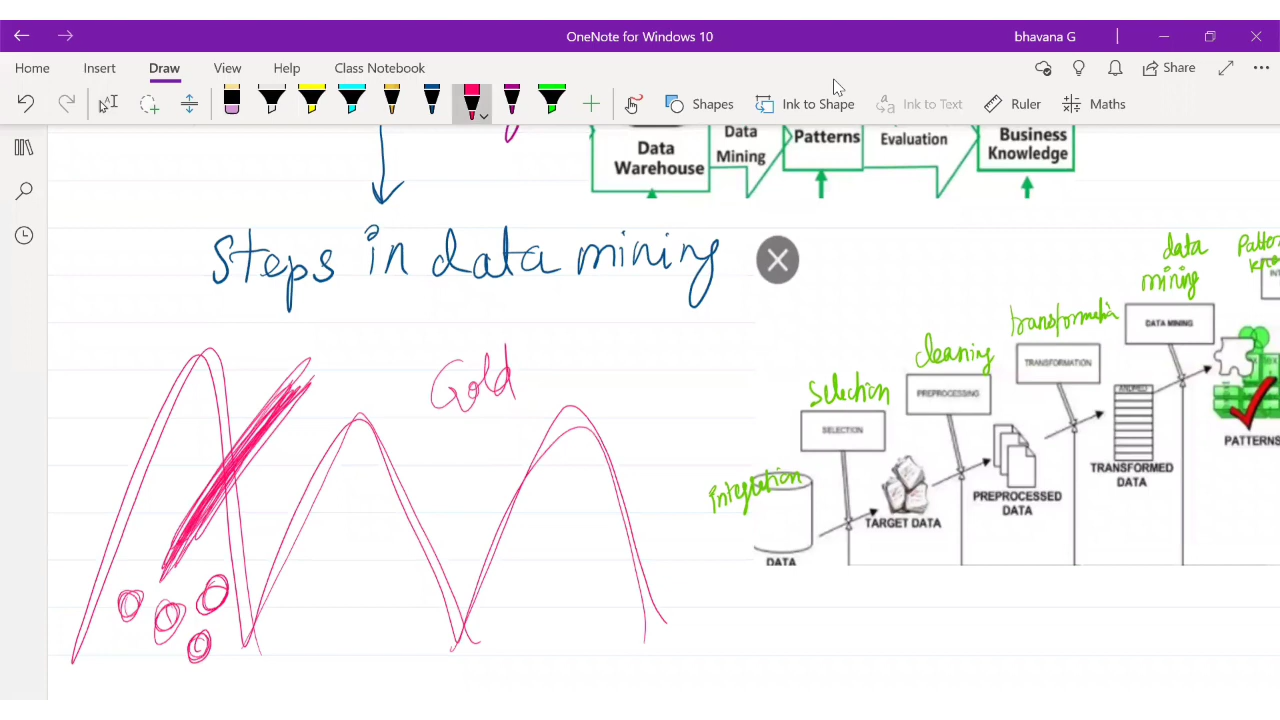 OneNote for Windows 10
bhavana G
Home Insert Draw View Help Class Notebook
Share
Shapes Ink to Shape Ink to Text Ruler Maths
Data Warehouse
Data Mining
Patterns
Evaluation
Business Knowledge
Steps in data mining
Gold
data mining
transformation
cleaning
selection
integration
DATA MINING
TRANSFORMATION
PREPROCESSING
SELECTION
PATTERNS
TRANSFORMED DATA
PREPROCESSED DATA
TARGET DATA
DATA